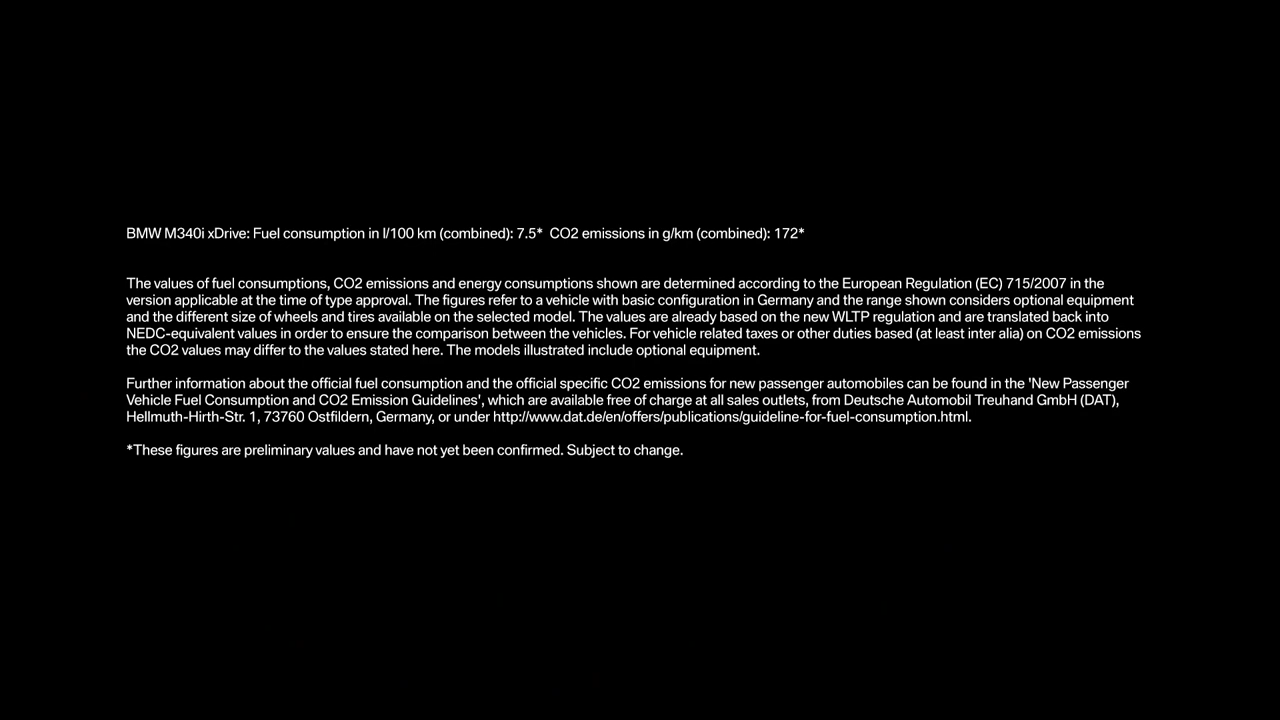 BMW M340i xDrive: Fuel consumption in l/100 km (combined): 7.5*  CO2 emissions in g/km (combined): 172*
The values of fuel consumptions, CO2 emissions and energy consumptions shown are determined according to the European Regulation (EC) 715/2007 in the
version applicable at the time of type approval. The figures refer to a vehicle with basic configuration in Germany and the range shown considers optional equipment
and the different size of wheels and tires available on the selected model. The values are already based on the new WLTP regulation and are translated back into
NEDC-equivalent values in order to ensure the comparison between the vehicles. For vehicle related taxes or other duties based (at least inter alia) on CO2 emissions
the CO2 values may differ to the values stated here. The models illustrated include optional equipment.
Further information about the official fuel consumption and the official specific CO2 emissions for new passenger automobiles can be found in the 'New Passenger
Vehicle Fuel Consumption and CO2 Emission Guidelines', which are available free of charge at all sales outlets, from Deutsche Automobil Treuhand GmbH (DAT),
Hellmuth-Hirth-Str. 1, 73760 Ostfildern, Germany, or under http://www.dat.de/en/offers/publications/guideline-for-fuel-consumption.html.
*These figures are preliminary values and have not yet been confirmed. Subject to change.